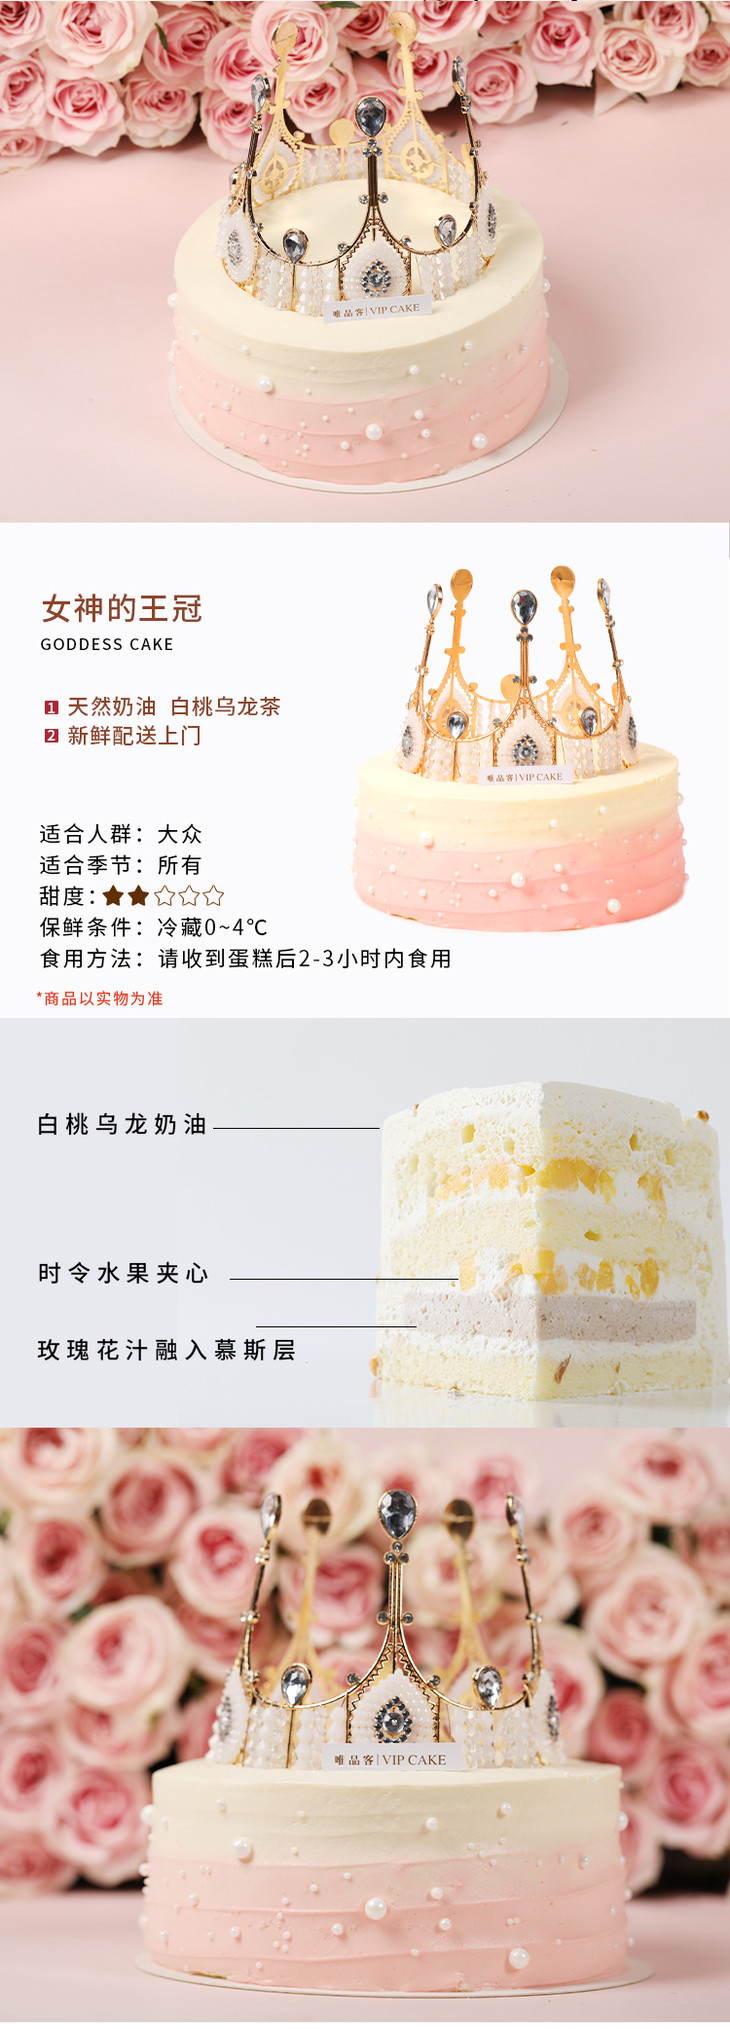 唯品客|VIP CAKE
女神的王冠
GODDESS CAKE
1 天然奶油 白桃乌龙茶
2 新鲜配送上门
唯品客|VIP CAKE
适合人群：大众
适合季节：所有
甜度：★★☆☆☆
保鲜条件：冷藏0~4℃
食用方法：请收到蛋糕后2-3小时内食用
*商品以实物为准
白桃乌龙奶油
时令水果夹心
玫瑰花汁融入慕斯层
唯品客|VIP CAKE